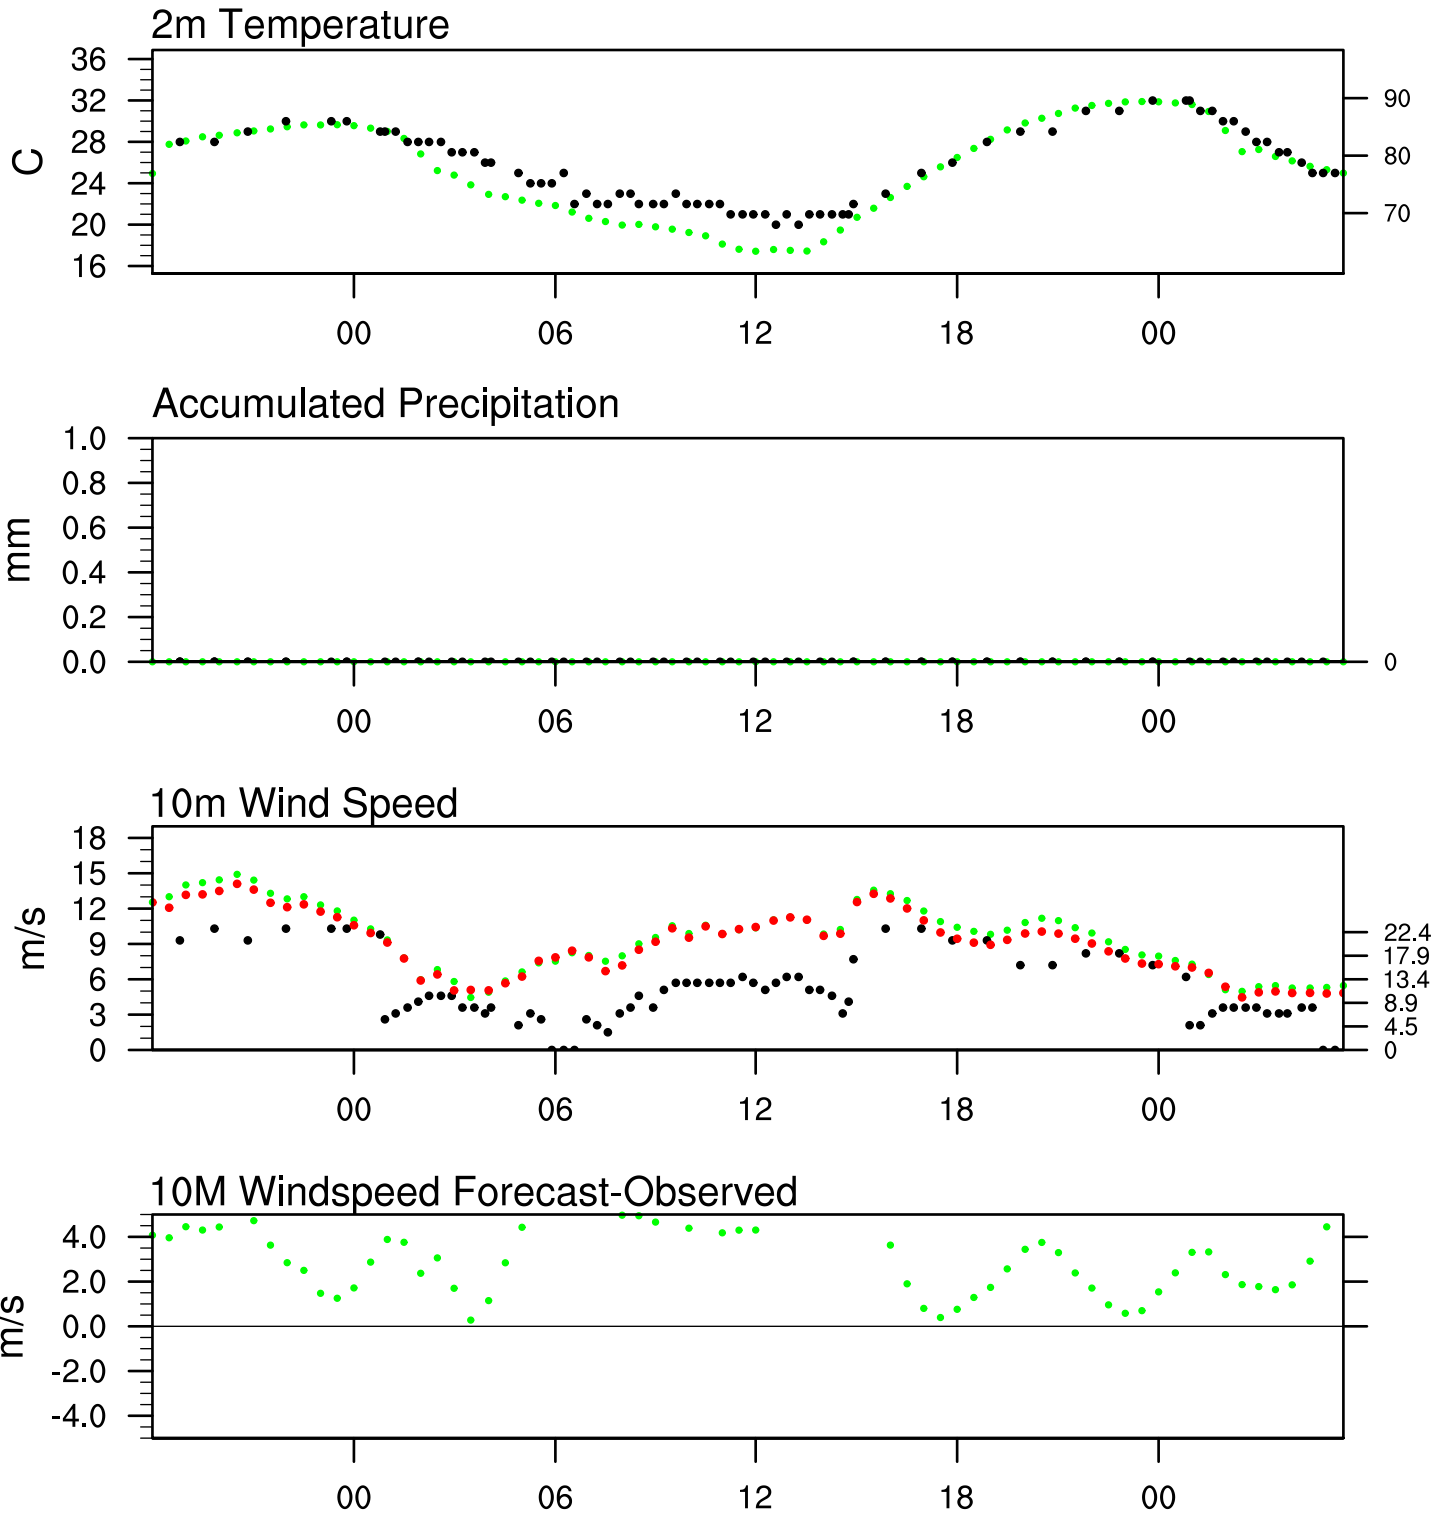 2m Temperature
36
32
28
24
20
16
C
90
80
70
00 06 12 18 00
Accumulated Precipitation
1.0
0.8
0.6
0.4
0.2
0.0
mm
0
00 06 12 18 00
10m Wind Speed
18
15
12
9
6
3
0
m/s
22.4
17.9
13.4
8.9
4.5
0
00 06 12 18 00
10M Windspeed Forecast-Observed
4.0
2.0
0.0
-2.0
-4.0
m/s
00 06 12 18 00